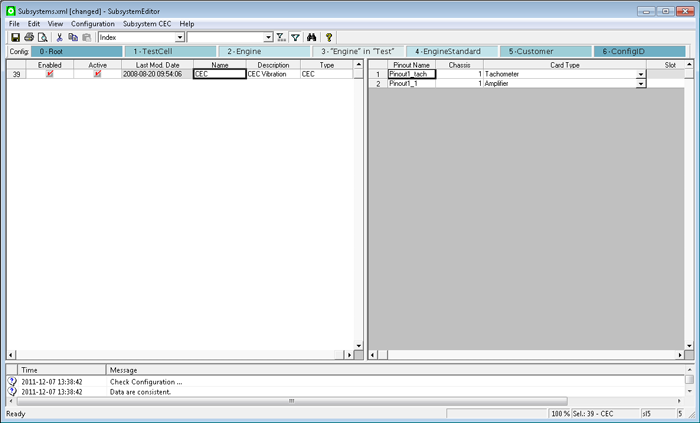 Subsystems.xml [changed] - SubsystemEditor
File Edit View Configuration Subsystem CEC Help
Index
Config: 0 - Root 1 - TestCell 2 - Engine 3 - "Engine" in "Test" 4 - EngineStandard 5 - Customer 6 - ConfigID
Enabled Active Last Mod. Date Name Description Type
39 2008-08-20 09:54:06 CEC CEC Vibration CEC
Pinout Name Chassis Card Type Slot
1 Pinout1_tach 1 Tachometer
2 Pinout1_1 1 Amplifier
Time Message
2011-12-07 13:38:42 Check Configuration ...
2011-12-07 13:38:42 Data are consistent.
Ready 100 % Sel.: 39 - CEC sl5 5